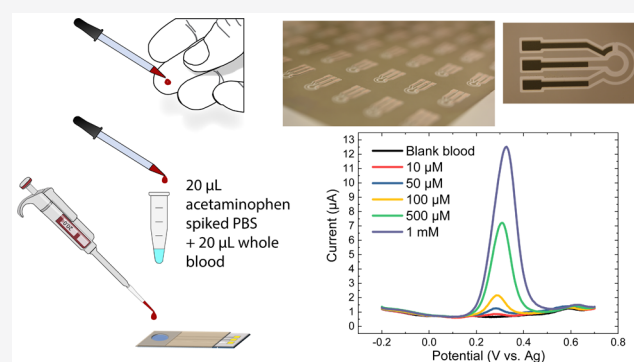 20 µL
acetaminophen
spiked PBS
+ 20 µL whole
blood
Current (µA)
13
12
11
10
9
8
7
6
5
4
3
2
1
0
Blank blood
10 µM
50 µM
100 µM
500 µM
1 mM
-0.2 0.0 0.2 0.4 0.6 0.8
Potential (V vs. Ag)